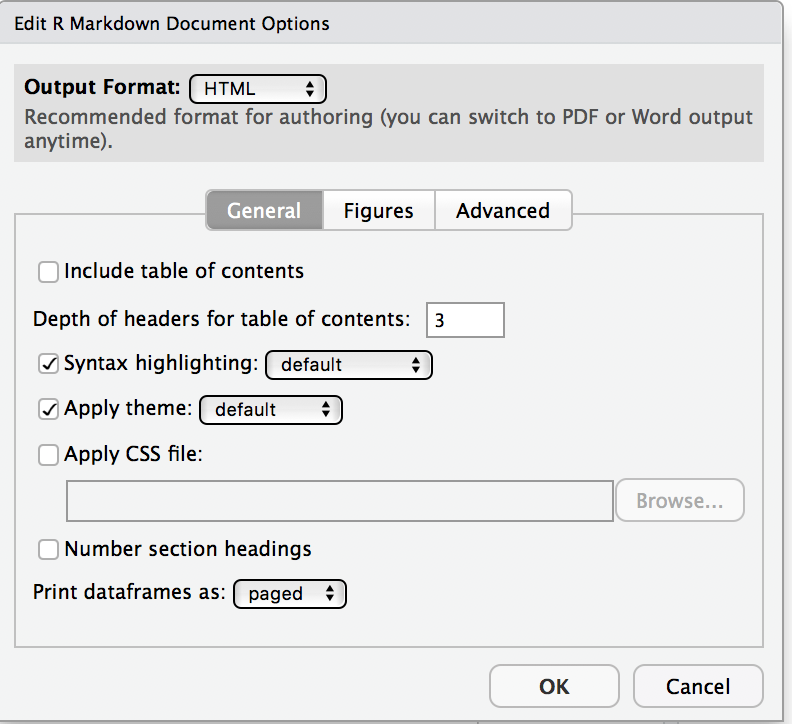 Edit R Markdown Document Options
Output Format: HTML
Recommended format for authoring (you can switch to PDF or Word output
anytime).
General Figures Advanced
Include table of contents
Depth of headers for table of contents: 3
Syntax highlighting: default
Apply theme: default
Apply CSS file:
Browse...
Number section headings
Print dataframes as: paged
OK Cancel